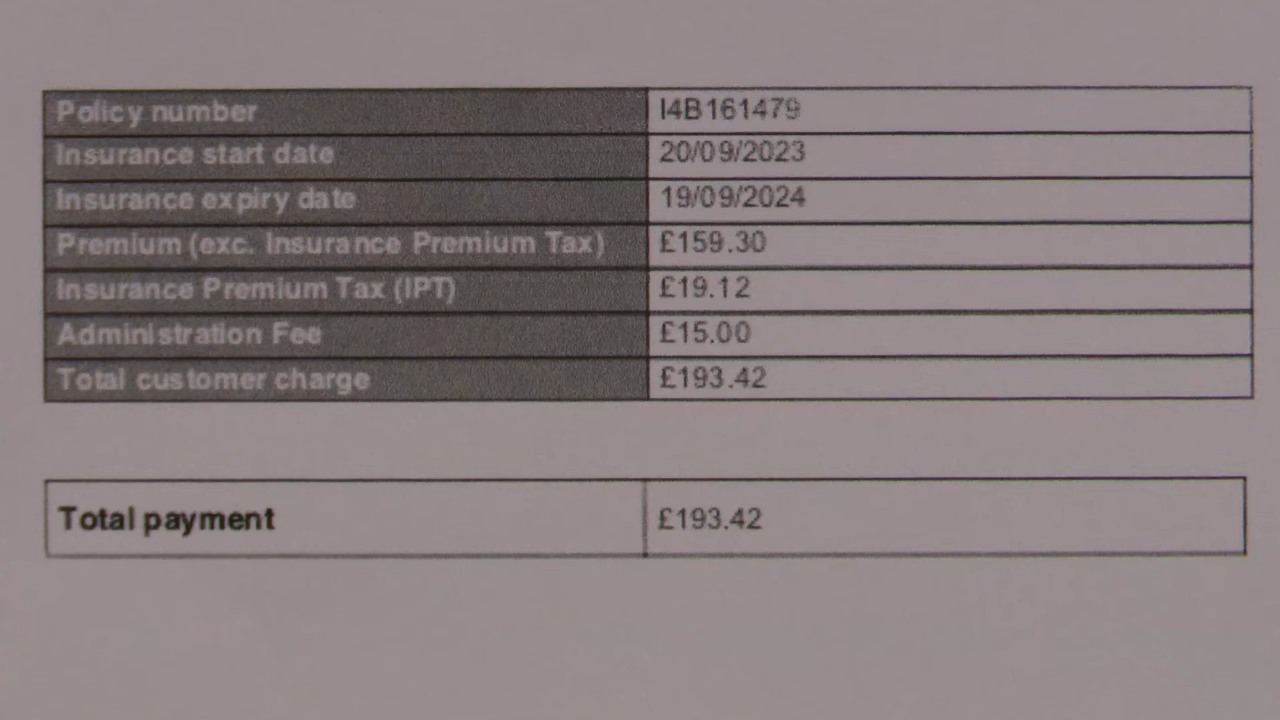 Policy number I4B161479
Insurance start date 20/09/2023
Insurance expiry date 19/09/2024
Premium (exc. Insurance Premium Tax) £159.30
Insurance Premium Tax (IPT) £19.12
Administration Fee £15.00
Total customer charge £193.42
Total payment £193.42